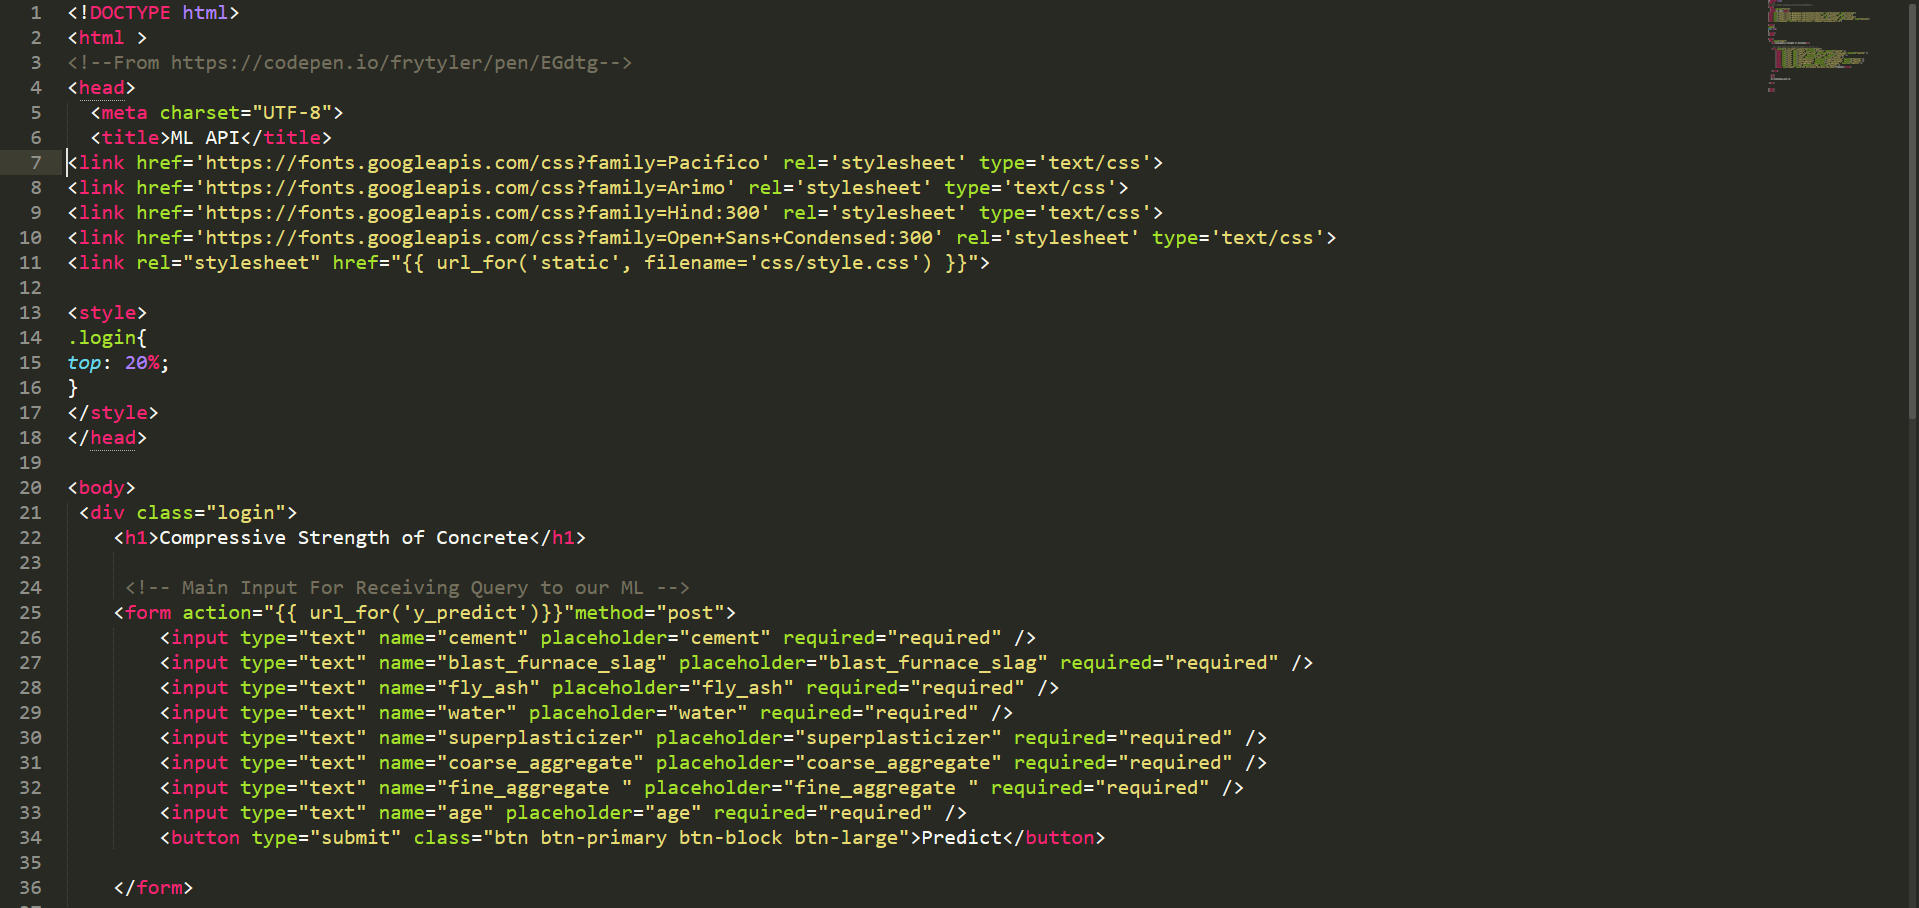 1 <!DOCTYPE html>
2 <html >
3 <!--From https://codepen.io/frytyler/pen/EGdtg-->
4 <head>
5   <meta charset="UTF-8">
6   <title>ML API</title>
7 <link href='https://fonts.googleapis.com/css?family=Pacifico' rel='stylesheet' type='text/css'>
8 <link href='https://fonts.googleapis.com/css?family=Arimo' rel='stylesheet' type='text/css'>
9 <link href='https://fonts.googleapis.com/css?family=Hind:300' rel='stylesheet' type='text/css'>
10 <link href='https://fonts.googleapis.com/css?family=Open+Sans+Condensed:300' rel='stylesheet' type='text/css'>
11 <link rel="stylesheet" href="{{ url_for('static', filename='css/style.css') }}">
12
13 <style>
14 .login{
15 top: 20%;
16 }
17 </style>
18 </head>
19
20 <body>
21  <div class="login">
22     <h1>Compressive Strength of Concrete</h1>
23
24      <!-- Main Input For Receiving Query to our ML -->
25     <form action="{{ url_for('y_predict')}}"method="post">
26         <input type="text" name="cement" placeholder="cement" required="required" />
27         <input type="text" name="blast_furnace_slag" placeholder="blast_furnace_slag" required="required" />
28         <input type="text" name="fly_ash" placeholder="fly_ash" required="required" />
29         <input type="text" name="water" placeholder="water" required="required" />
30         <input type="text" name="superplasticizer" placeholder="superplasticizer" required="required" />
31         <input type="text" name="coarse_aggregate" placeholder="coarse_aggregate" required="required" />
32         <input type="text" name="fine_aggregate " placeholder="fine_aggregate " required="required" />
33         <input type="text" name="age" placeholder="age" required="required" />
34         <button type="submit" class="btn btn-primary btn-block btn-large">Predict</button>
35
36     </form>